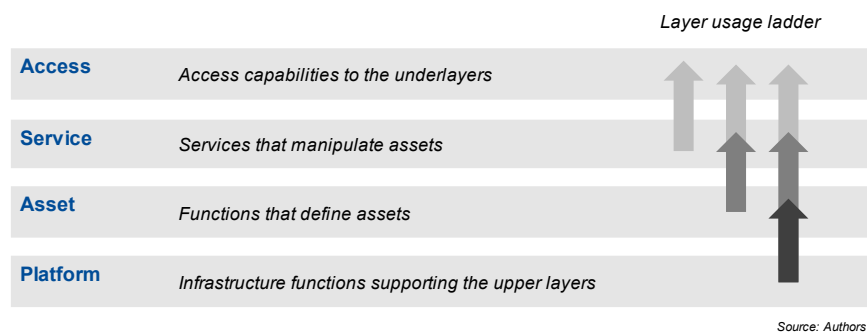 Layer usage ladder
Access
Access capabilities to the underlayers
Service
Services that manipulate assets
Asset
Functions that define assets
Platform
Infrastructure functions supporting the upper layers
Source: Authors